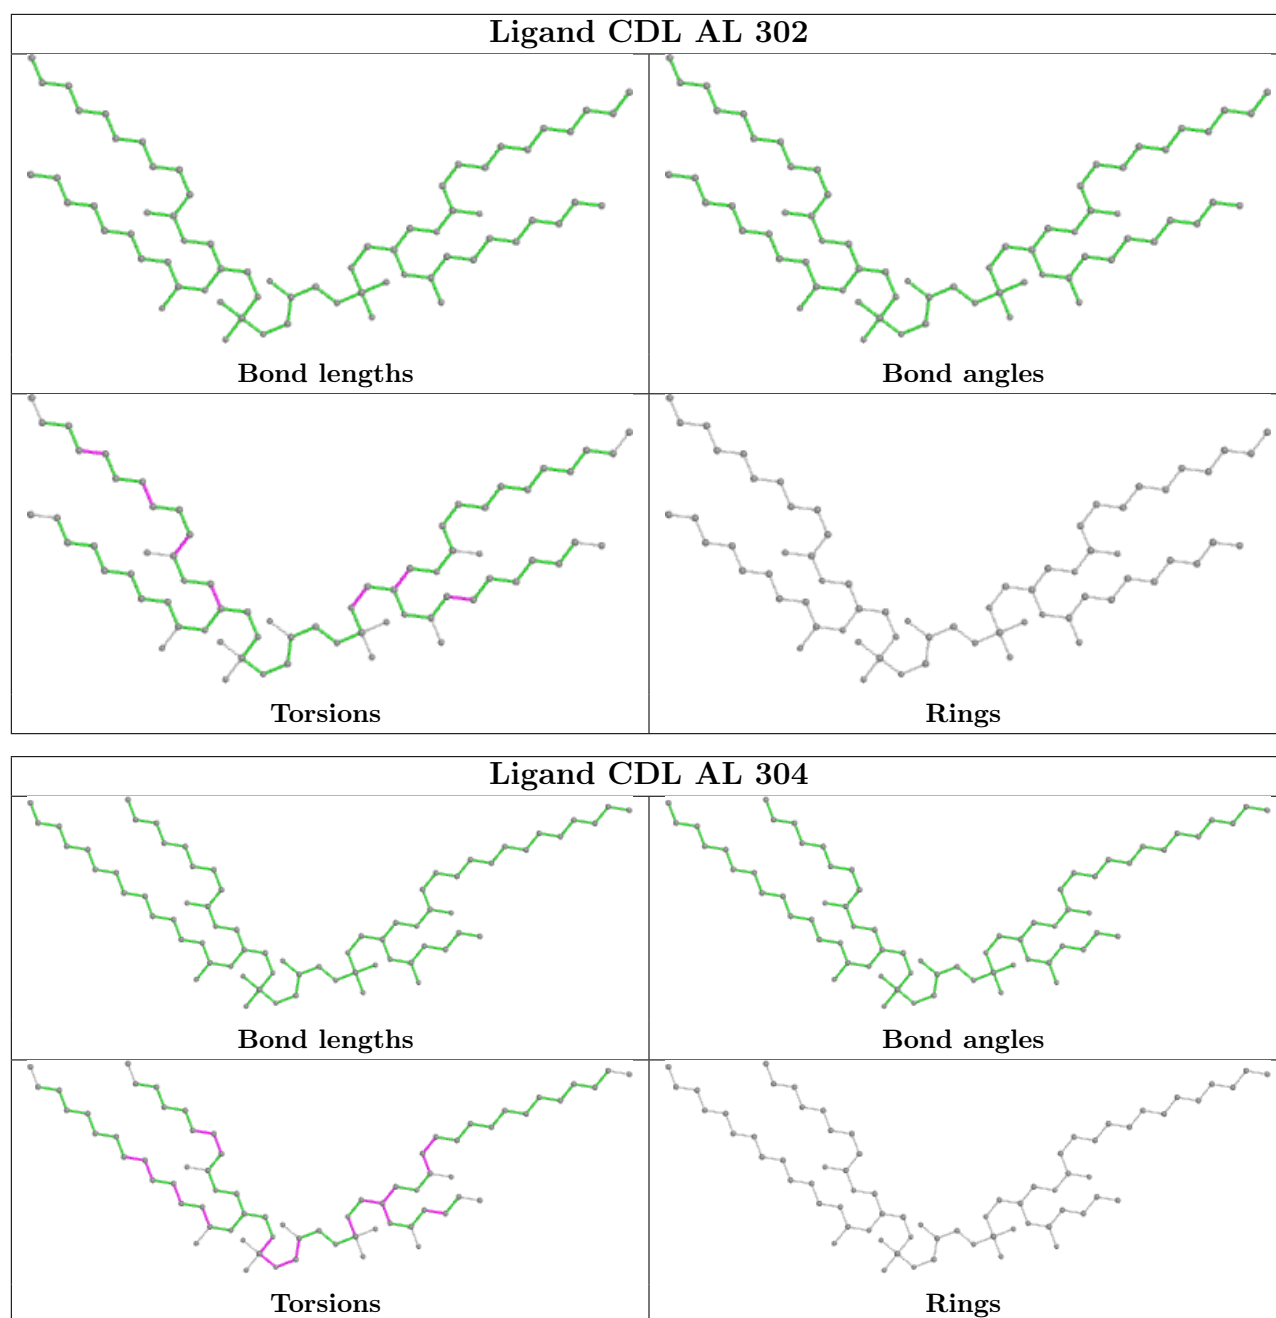 Ligand CDL AL 302
Bond lengths
Bond angles
Torsions
Rings
Ligand CDL AL 304
Bond lengths
Bond angles
Torsions
Rings